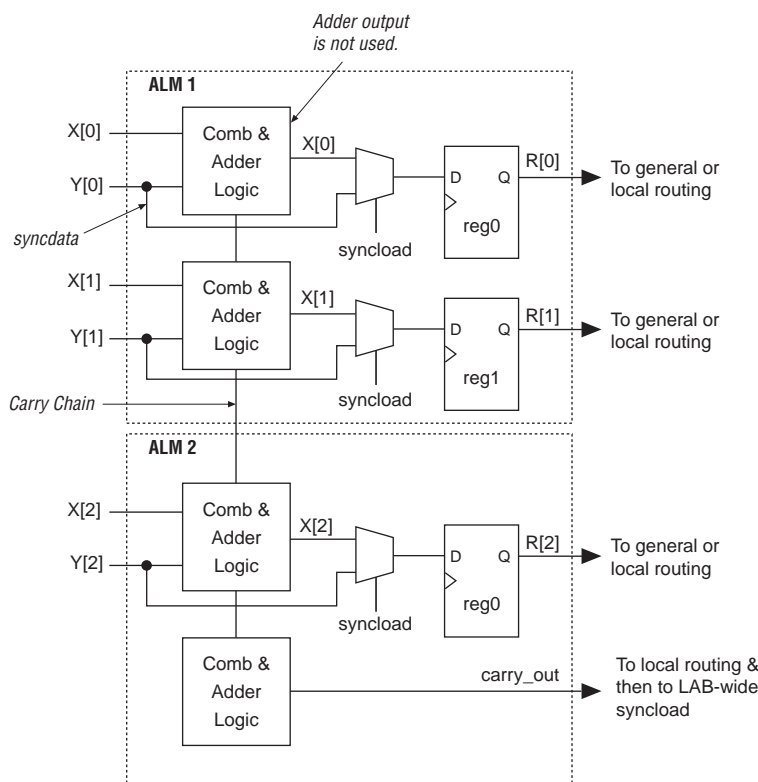 Adder output
is not used.
ALM 1
X[0]
Comb &
Adder
Logic
X[0]
Y[0]
D
Q
reg0
R[0]
To general or
local routing
syncdata
syncload
X[1]
Comb &
Adder
Logic
X[1]
Y[1]
D
Q
reg1
R[1]
To general or
local routing
syncload
Carry Chain
ALM 2
X[2]
Comb &
Adder
Logic
X[2]
Y[2]
D
Q
reg0
R[2]
To general or
local routing
syncload
Comb &
Adder
Logic
carry_out
To local routing &
then to LAB-wide
syncload